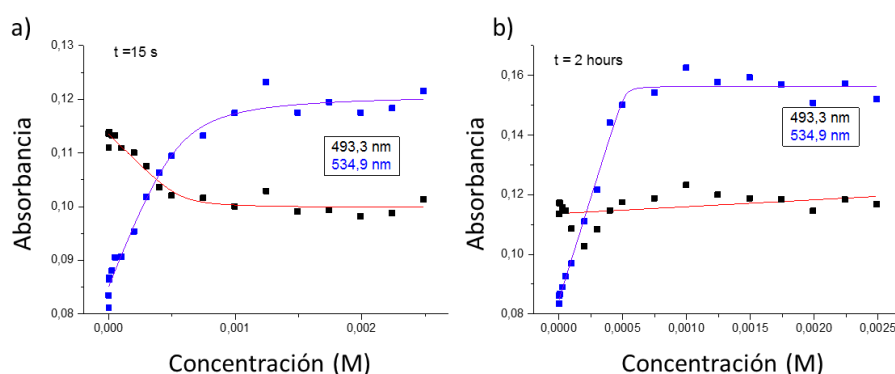 a)
t =15 s
0,13
0,12
0,11
0,10
0,09
0,08
Absorbancia
493,3 nm
534,9 nm
0,000
0,001
0,002
Concentración (M)
b)
t = 2 hours
0,16
0,14
0,12
0,10
0,08
Absorbancia
493,3 nm
534,9 nm
0,0000
0,0005
0,0010
0,0015
0,0020
0,0025
Concentración (M)